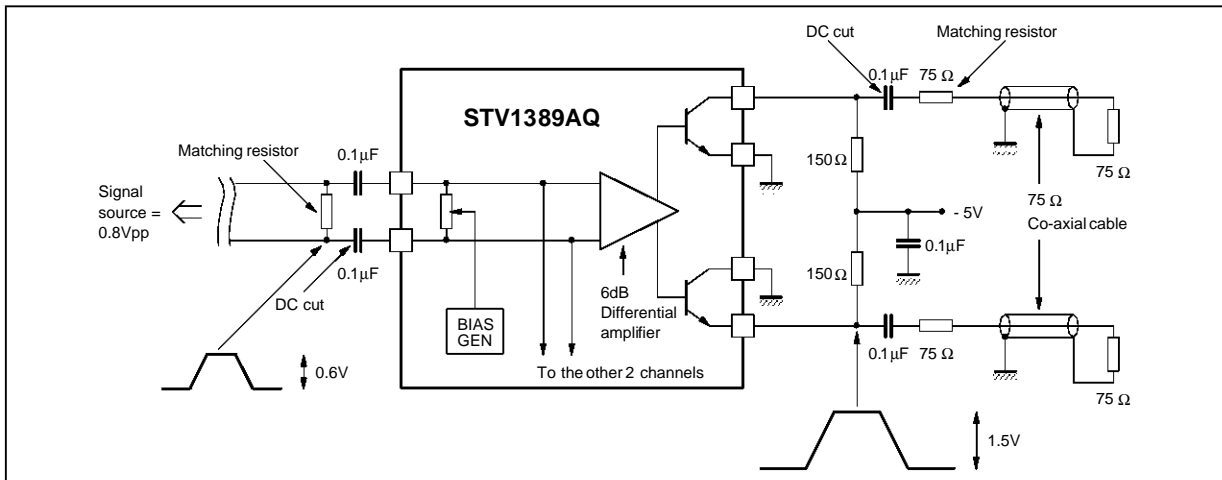 DC cut
Matching resistor
0.1µF
75 Ω
STV1389AQ
Matching resistor
0.1µF
150Ω
75 Ω
Signal
source =
0.8Vpp
75 Ω
Co-axial cable
- 5V
0.1µF
0.1µF
DC cut
150Ω
6dB
Differential
amplifier
BIAS
GEN
0.1µF
75 Ω
To the other 2 channels
0.6V
75 Ω
1.5V